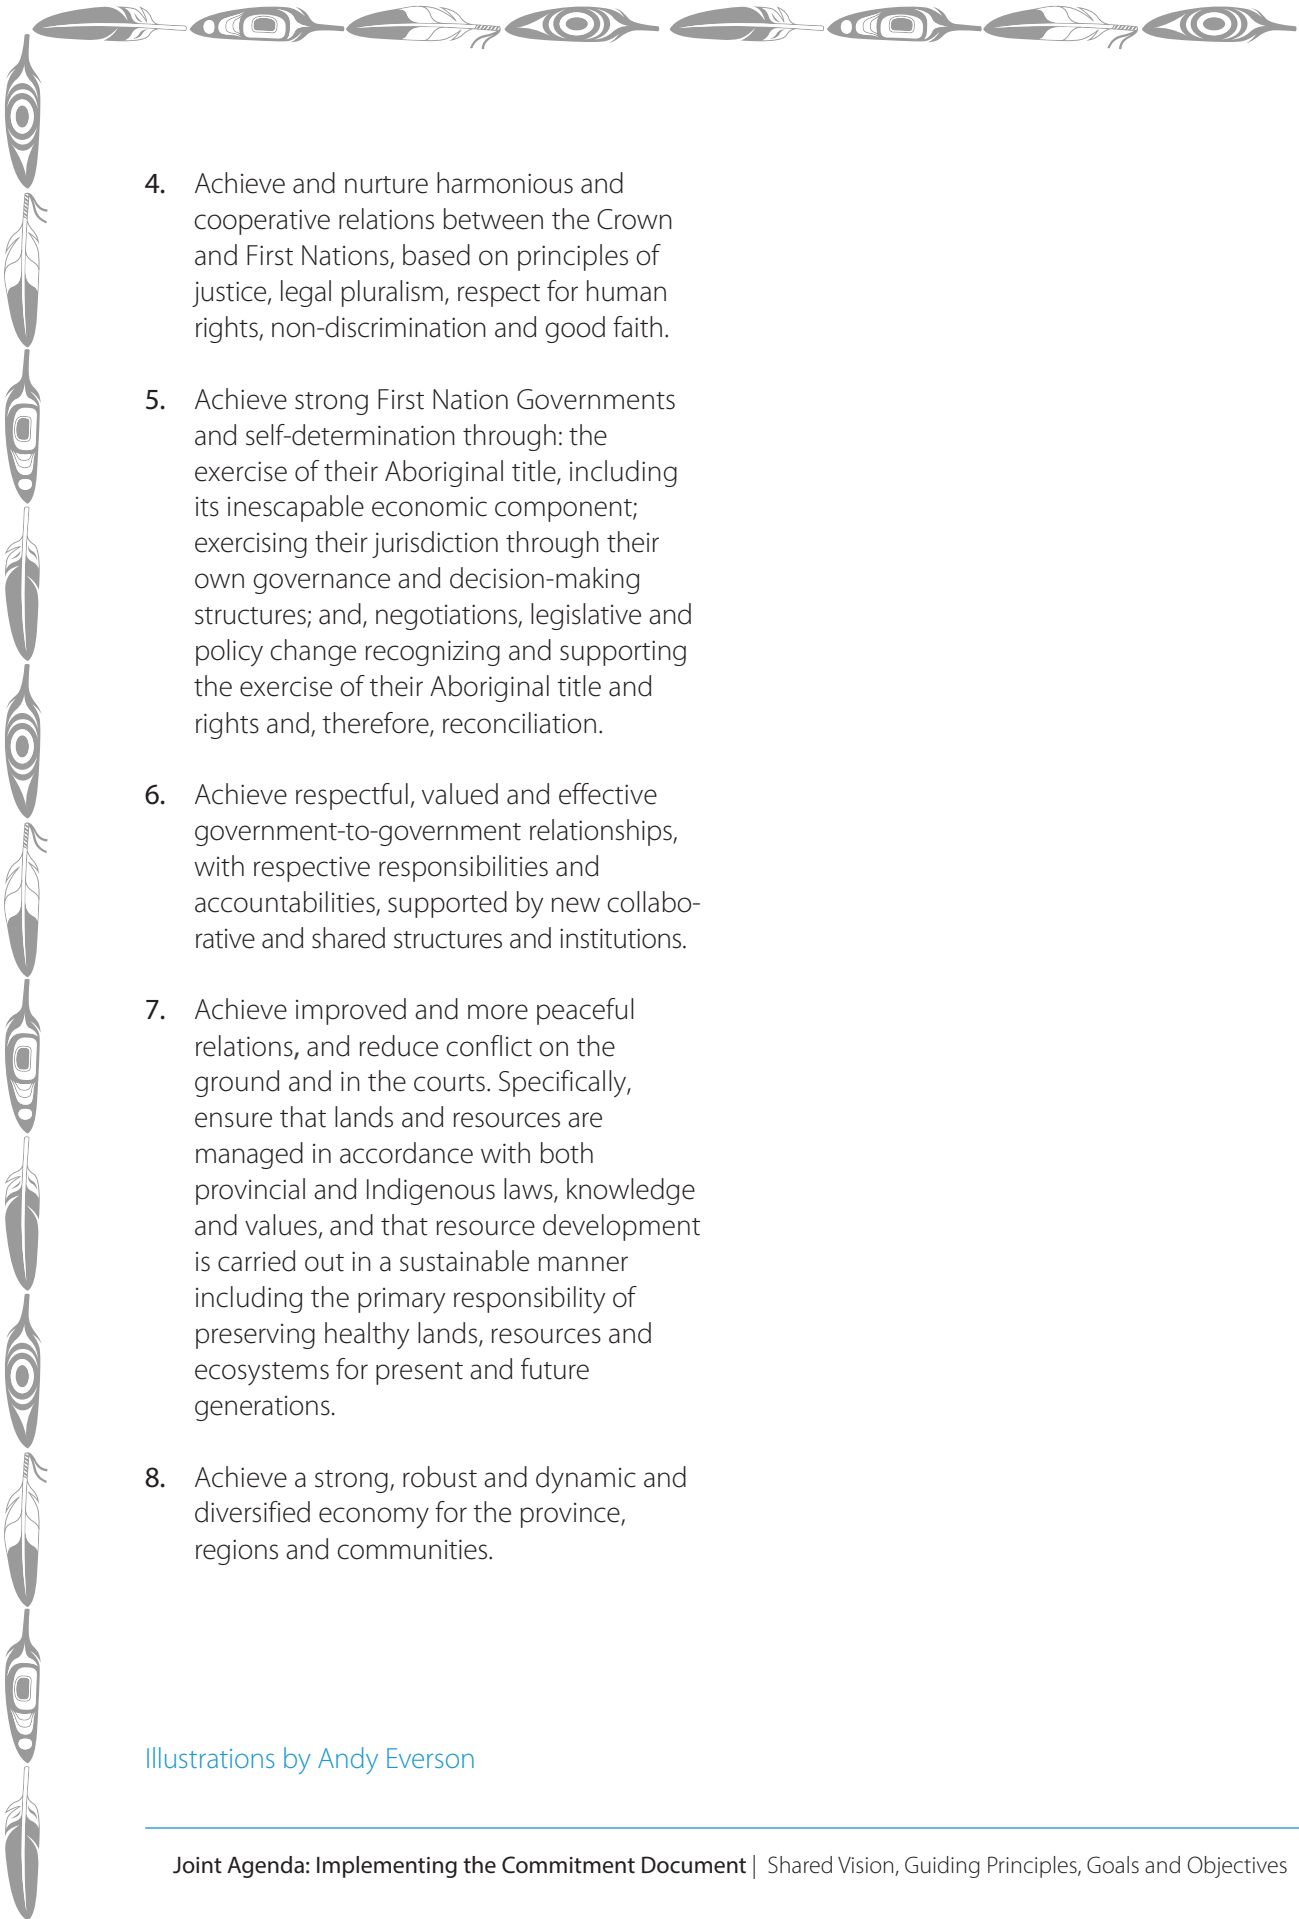 4. Achieve and nurture harmonious and
cooperative relations between the Crown
and First Nations, based on principles of
justice, legal pluralism, respect for human
rights, non-discrimination and good faith.
5. Achieve strong First Nation Governments
and self-determination through: the
exercise of their Aboriginal title, including
its inescapable economic component;
exercising their jurisdiction through their
own governance and decision-making
structures; and, negotiations, legislative and
policy change recognizing and supporting
the exercise of their Aboriginal title and
rights and, therefore, reconciliation.
6. Achieve respectful, valued and effective
government-to-government relationships,
with respective responsibilities and
accountabilities, supported by new collabo-
rative and shared structures and institutions.
7. Achieve improved and more peaceful
relations, and reduce conflict on the
ground and in the courts. Specifically,
ensure that lands and resources are
managed in accordance with both
provincial and Indigenous laws, knowledge
and values, and that resource development
is carried out in a sustainable manner
including the primary responsibility of
preserving healthy lands, resources and
ecosystems for present and future
generations.
8. Achieve a strong, robust and dynamic and
diversified economy for the province,
regions and communities.
Illustrations by Andy Everson
Joint Agenda: Implementing the Commitment Document | Shared Vision, Guiding Principles, Goals and Objectives